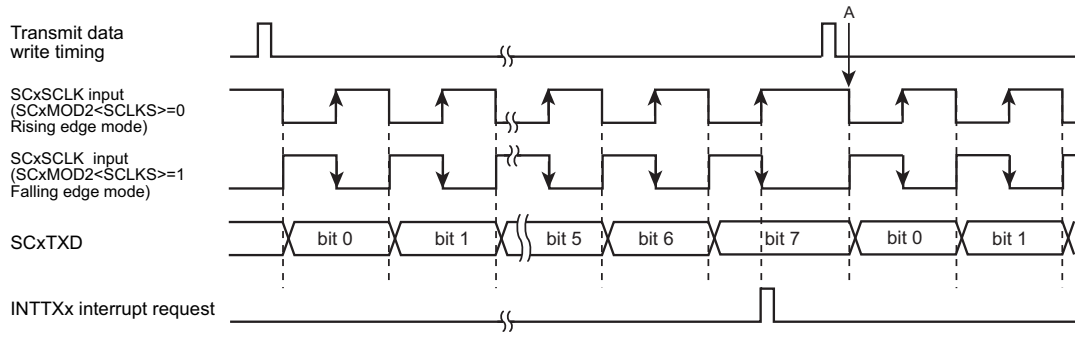 Transmit data
write timing
A
SCxSCLK input
(SCxMOD2<SCLKS>=0
Rising edge mode)
SCxSCLK input
(SCxMOD2<SCLKS>=1
Falling edge mode)
SCxTXD
bit 0
bit 1
bit 5
bit 6
bit 7
bit 0
bit 1
INTTXx interrupt request